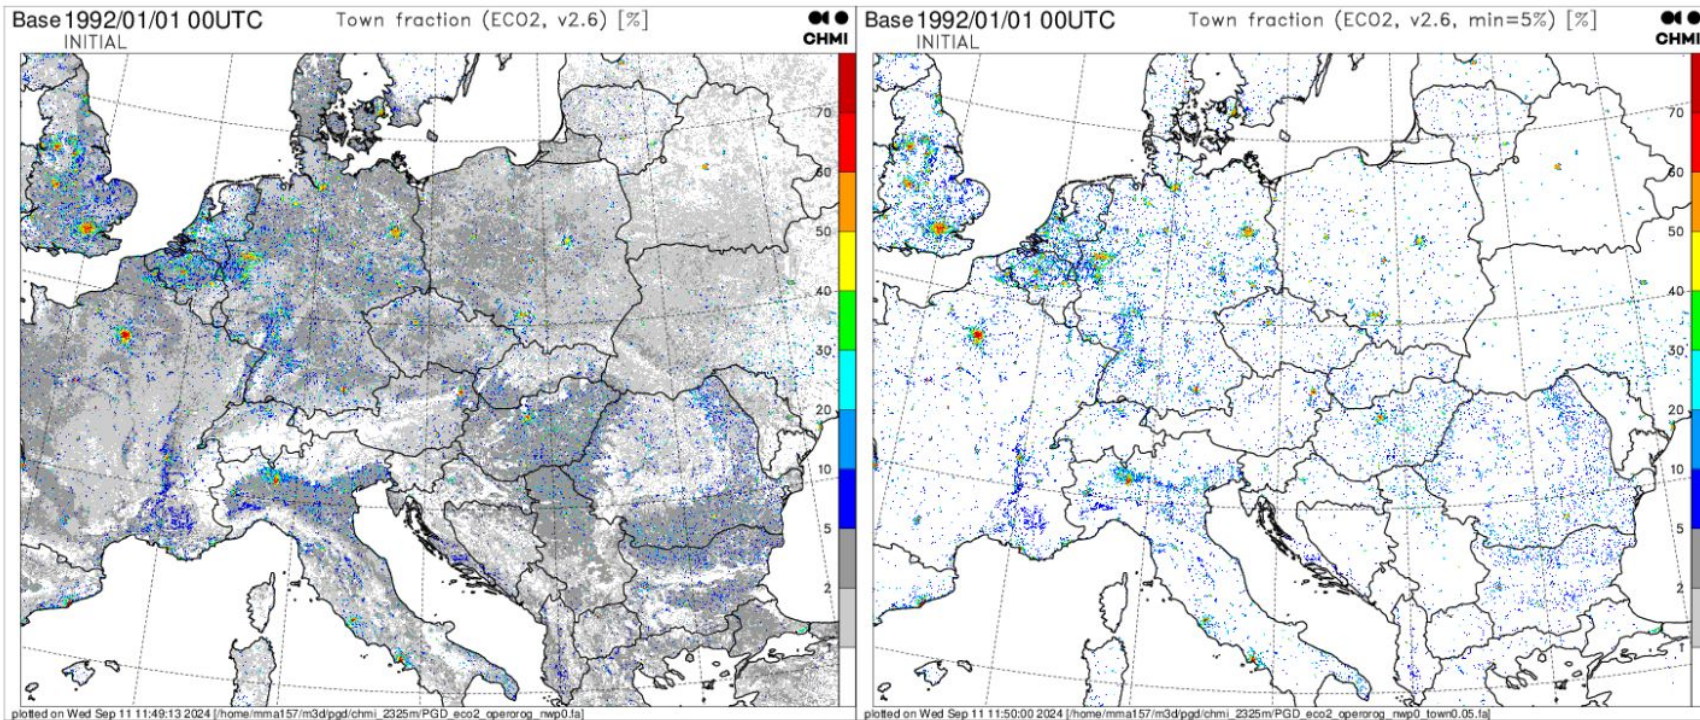 Base 1992/01/01 00UTC Town fraction (ECO2, v2.6) [%]
INITIAL
CHMI
70
60
50
40
30
20
10
5
2
1
plotted on Wed Sep 11 11:49:13 2024 [/home/mma157/m3d/pgd/chmi_2325m/PGD_eco2_operorog_nwp0.fa]
Base 1992/01/01 00UTC Town fraction (ECO2, v2.6, min=5%) [%]
INITIAL
CHMI
70
60
50
40
30
20
10
5
2
1
plotted on Wed Sep 11 11:50:00 2024 [/home/mma157/m3d/pgd/chmi_2325m/PGD_eco2_operorog_nwp0_town0.05.fa]